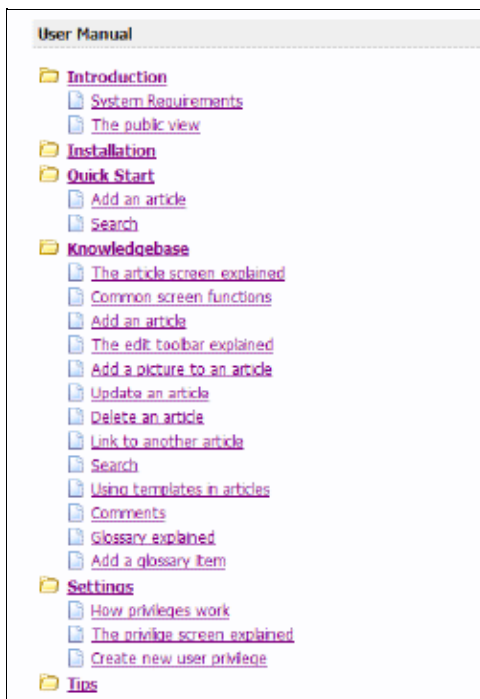 User Manual
Introduction
System Requirements
The public view
Installation
Quick Start
Add an article
Search
Knowledgebase
The article screen explained
Common screen functions
Add an article
The edit toolbar explained
Add a picture to an article
Update an article
Delete an article
Link to another article
Search
Using templates in articles
Comments
Glossary explained
Add a glossary item
Settings
How privileges work
The privilige screen explained
Create new user privilege
Tips